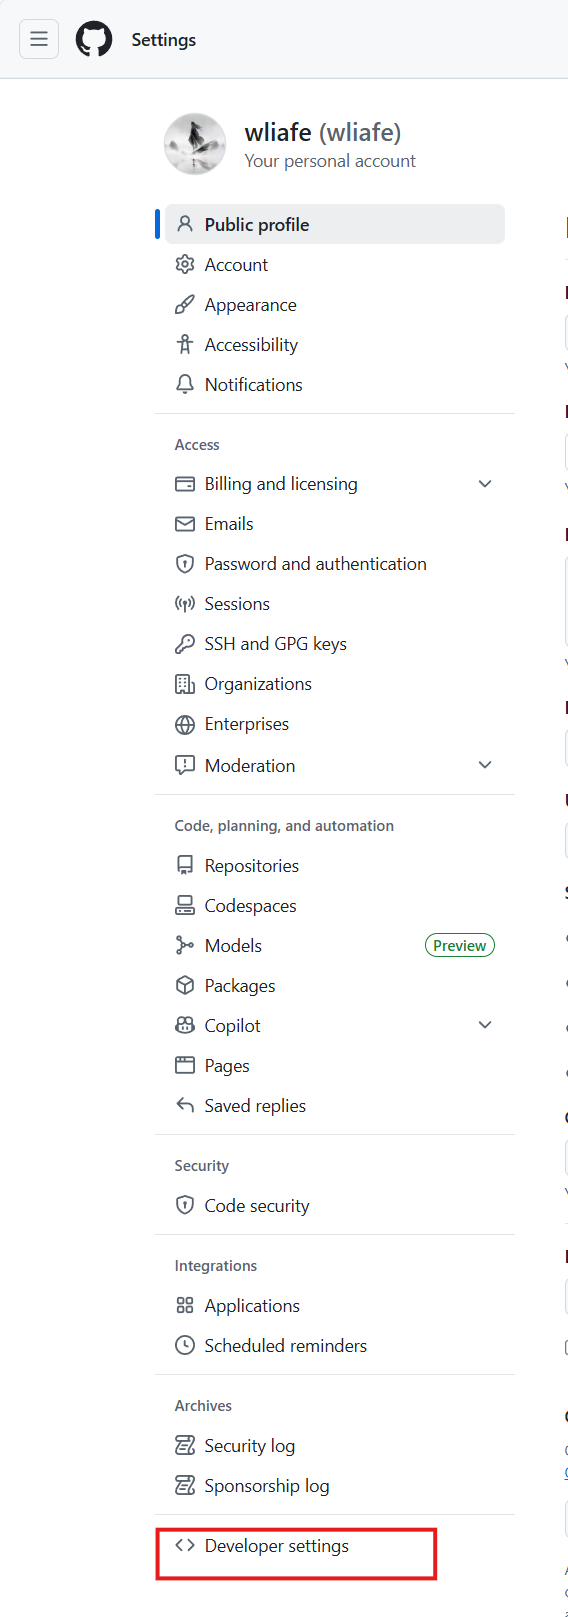 Settings
wliafe (wliafe)
Your personal account
Public profile
Account
Appearance
Accessibility
Notifications
Access
Billing and licensing
Emails
Password and authentication
Sessions
SSH and GPG keys
Organizations
Enterprises
Moderation
Code, planning, and automation
Repositories
Codespaces
Models Preview
Packages
Copilot
Pages
Saved replies
Security
Code security
Integrations
Applications
Scheduled reminders
Archives
Security log
Sponsorship log
Developer settings